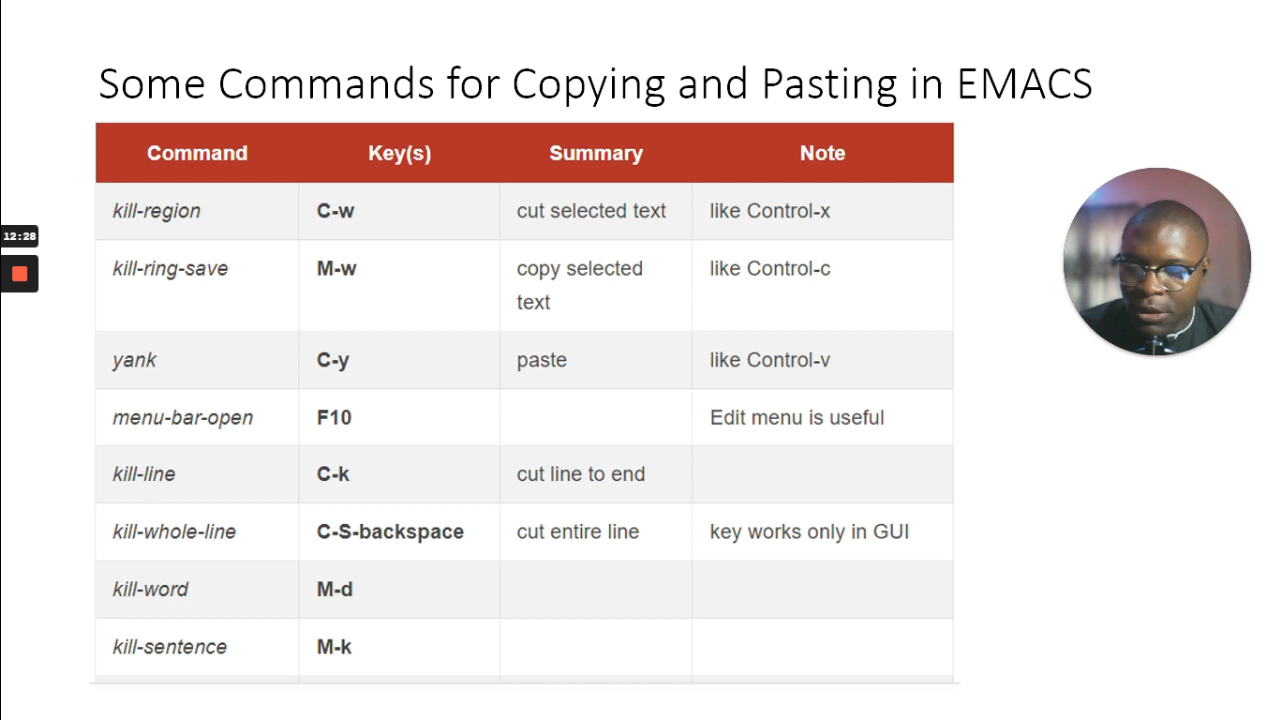 Some Commands for Copying and Pasting in EMACS
Command Key(s) Summary Note
kill-region C-w cut selected text like Control-x
12:28
kill-ring-save M-w copy selected like Control-c
text
yank C-y paste like Control-v
menu-bar-open F10 Edit menu is useful
kill-line C-k cut line to end
kill-whole-line C-S-backspace cut entire line key works only in GUI
kill-word M-d
kill-sentence M-k